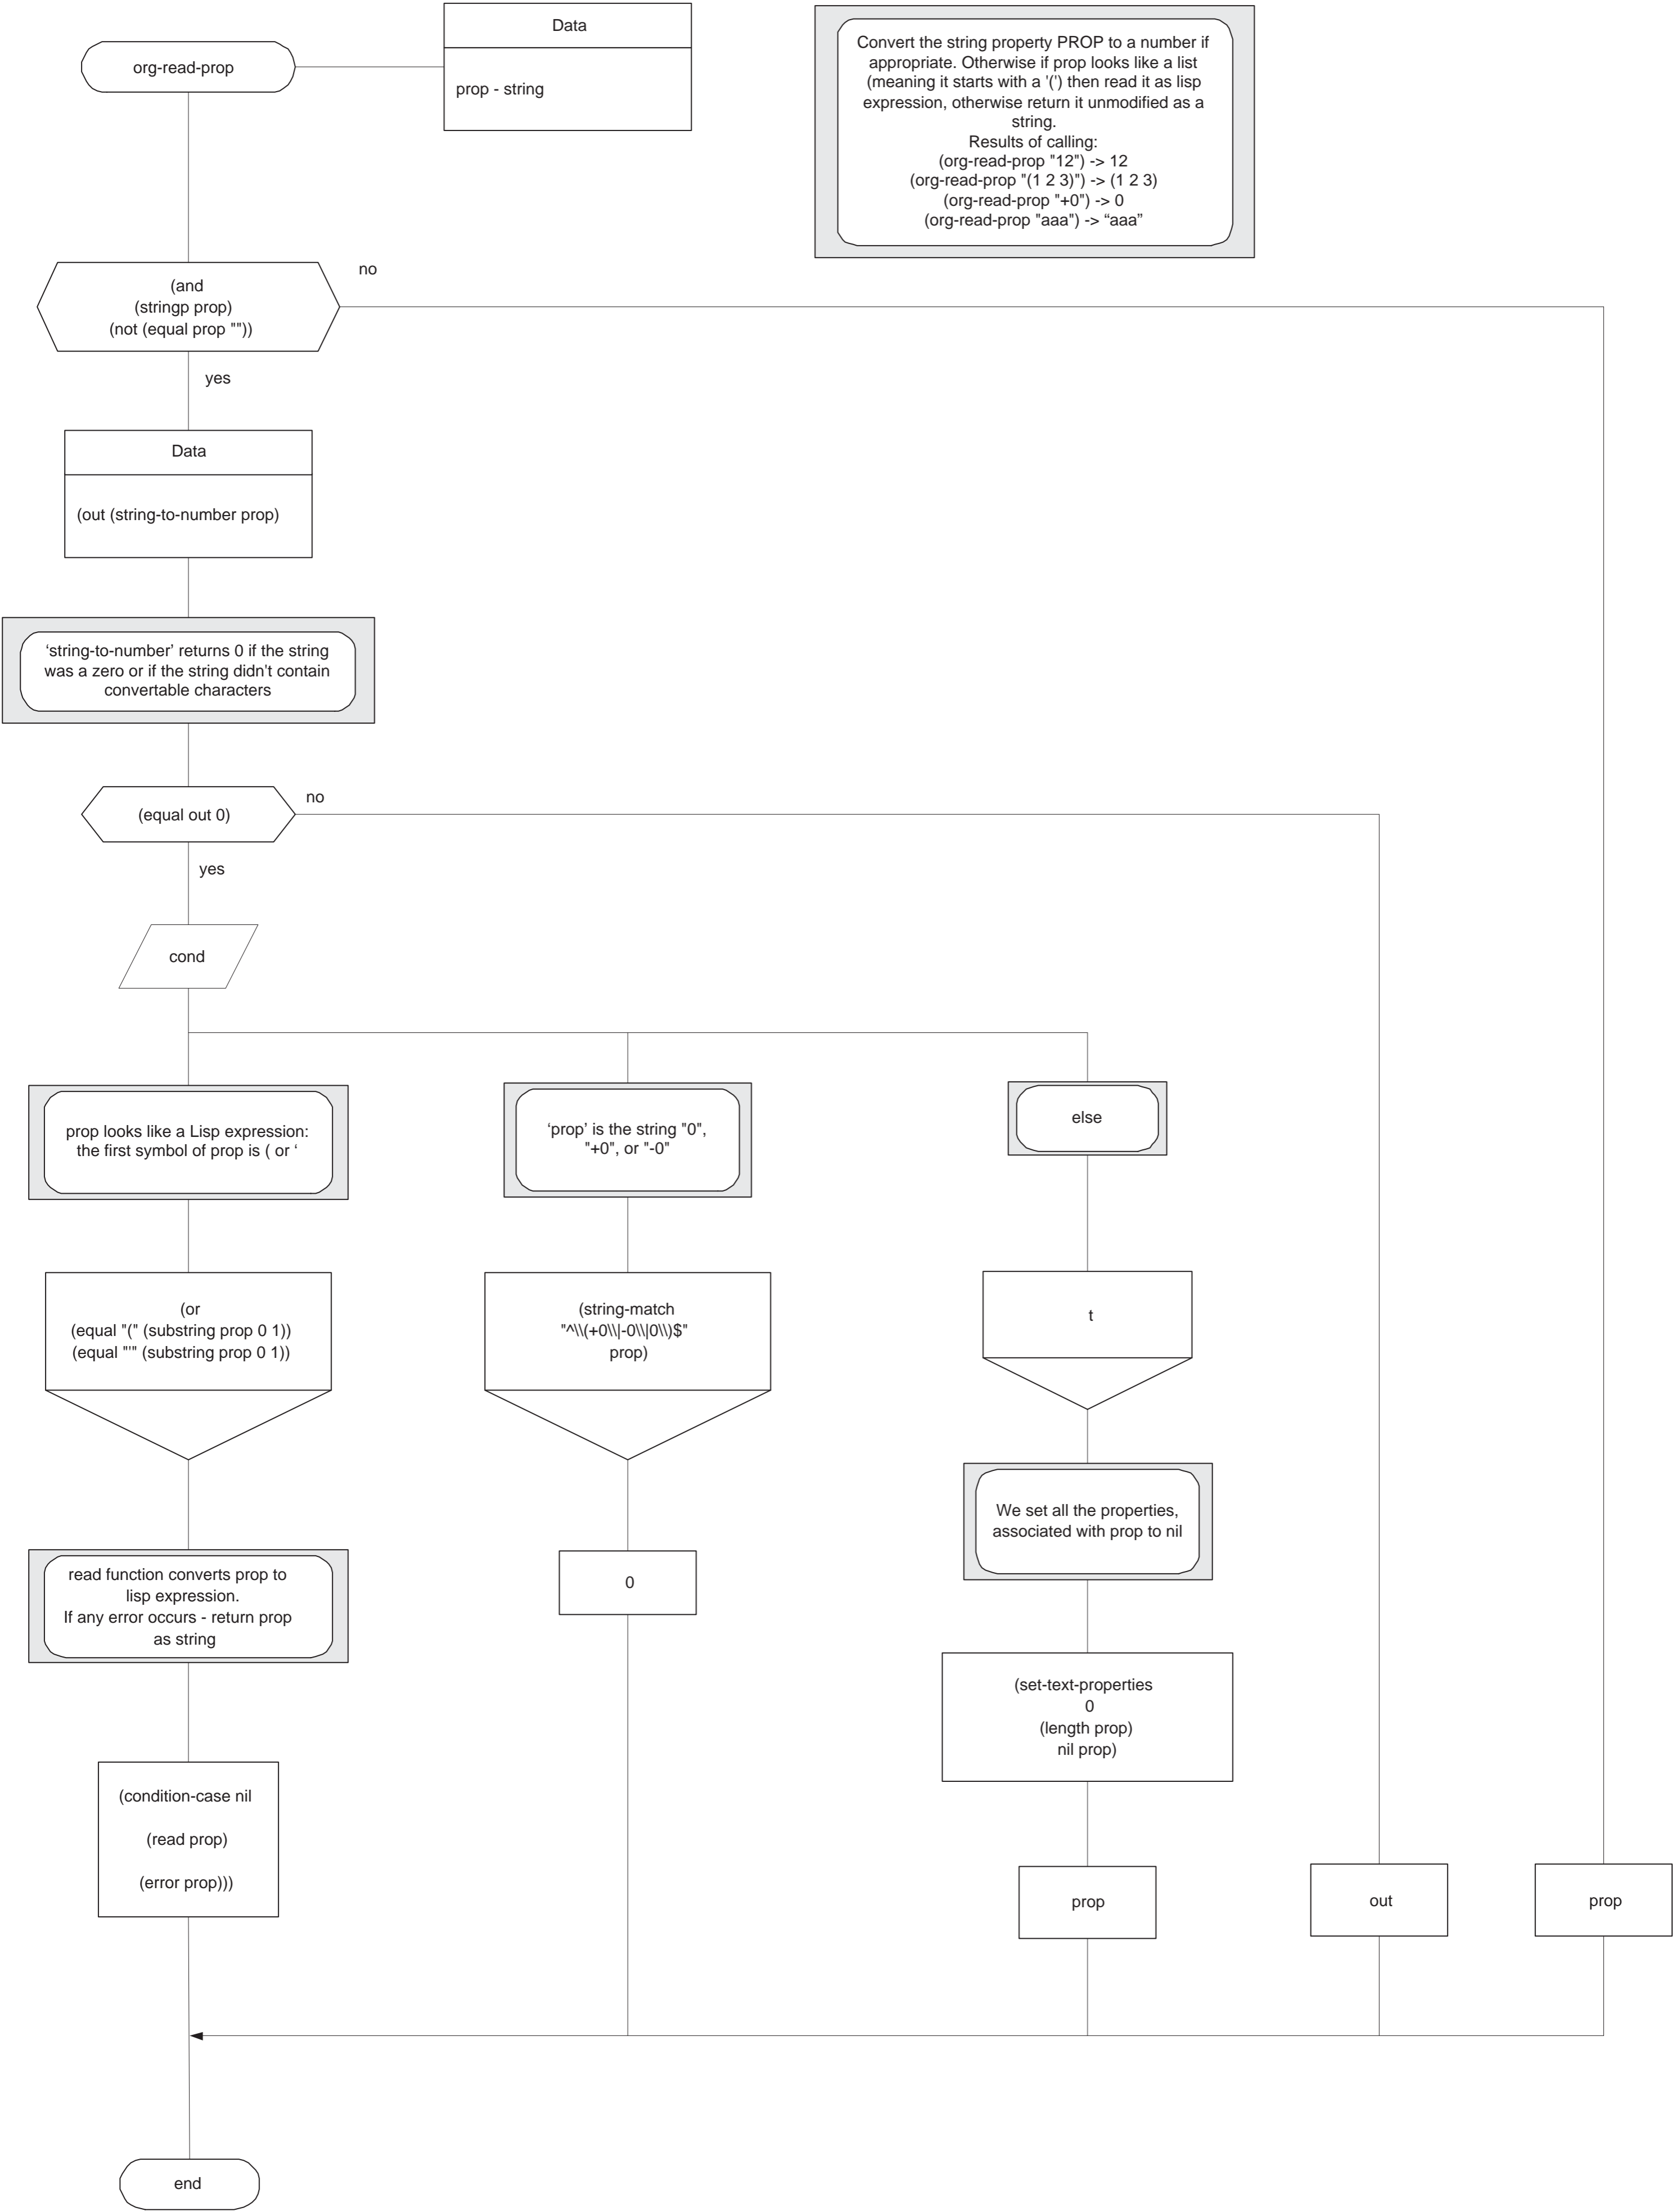 org-read-prop
Data
prop - string
Convert the string property PROP to a number if
appropriate. Otherwise if prop looks like a list
(meaning it starts with a '(') then read it as lisp
expression, otherwise return it unmodified as a
string.
Results of calling:
(org-read-prop "12") -> 12
(org-read-prop "(1 2 3)") -> (1 2 3)
(org-read-prop "+0") -> 0
(org-read-prop "aaa") -> “aaa”
(and
(stringp prop)
(not (equal prop ""))
no
yes
Data
(out (string-to-number prop)
‘string-to-number’ returns 0 if the string
was a zero or if the string didn't contain
convertable characters
(equal out 0)
no
yes
cond
prop looks like a Lisp expression:
the first symbol of prop is ( or ‘
‘prop’ is the string "0",
"+0", or "-0"
else
(or
(equal "(" (substring prop 0 1))
(equal "'" (substring prop 0 1))
(string-match
"^\\(+0\\|-0\\|0\\)$"
prop)
t
We set all the properties,
associated with prop to nil
read function converts prop to
lisp expression.
If any error occurs - return prop
as string
0
(set-text-properties
0
(length prop)
nil prop)
(condition-case nil
(read prop)
(error prop)))
prop
out
prop
end